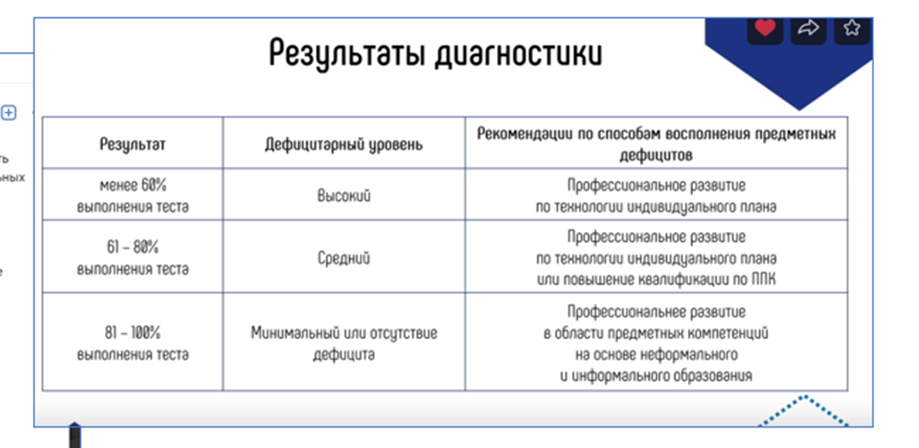 Результаты диагностики
ть
ьных
е
Результат
Дефицитарный уровень
Рекомендации по способам восполнения предметных
дефицитов
менее 60%
выполнения теста
Высокий
Профессиональное развитие
по технологии индивидуального плана
61 – 80%
выполнения теста
Средний
Профессиональное развитие
по технологии индивидуального плана
или повышение квалификации по ППК
81 – 100%
выполнения теста
Минимальный или отсутствие
дефицита
Профессиональнее развитие
в области предметных компетенций
на основе неформального
и информального образования